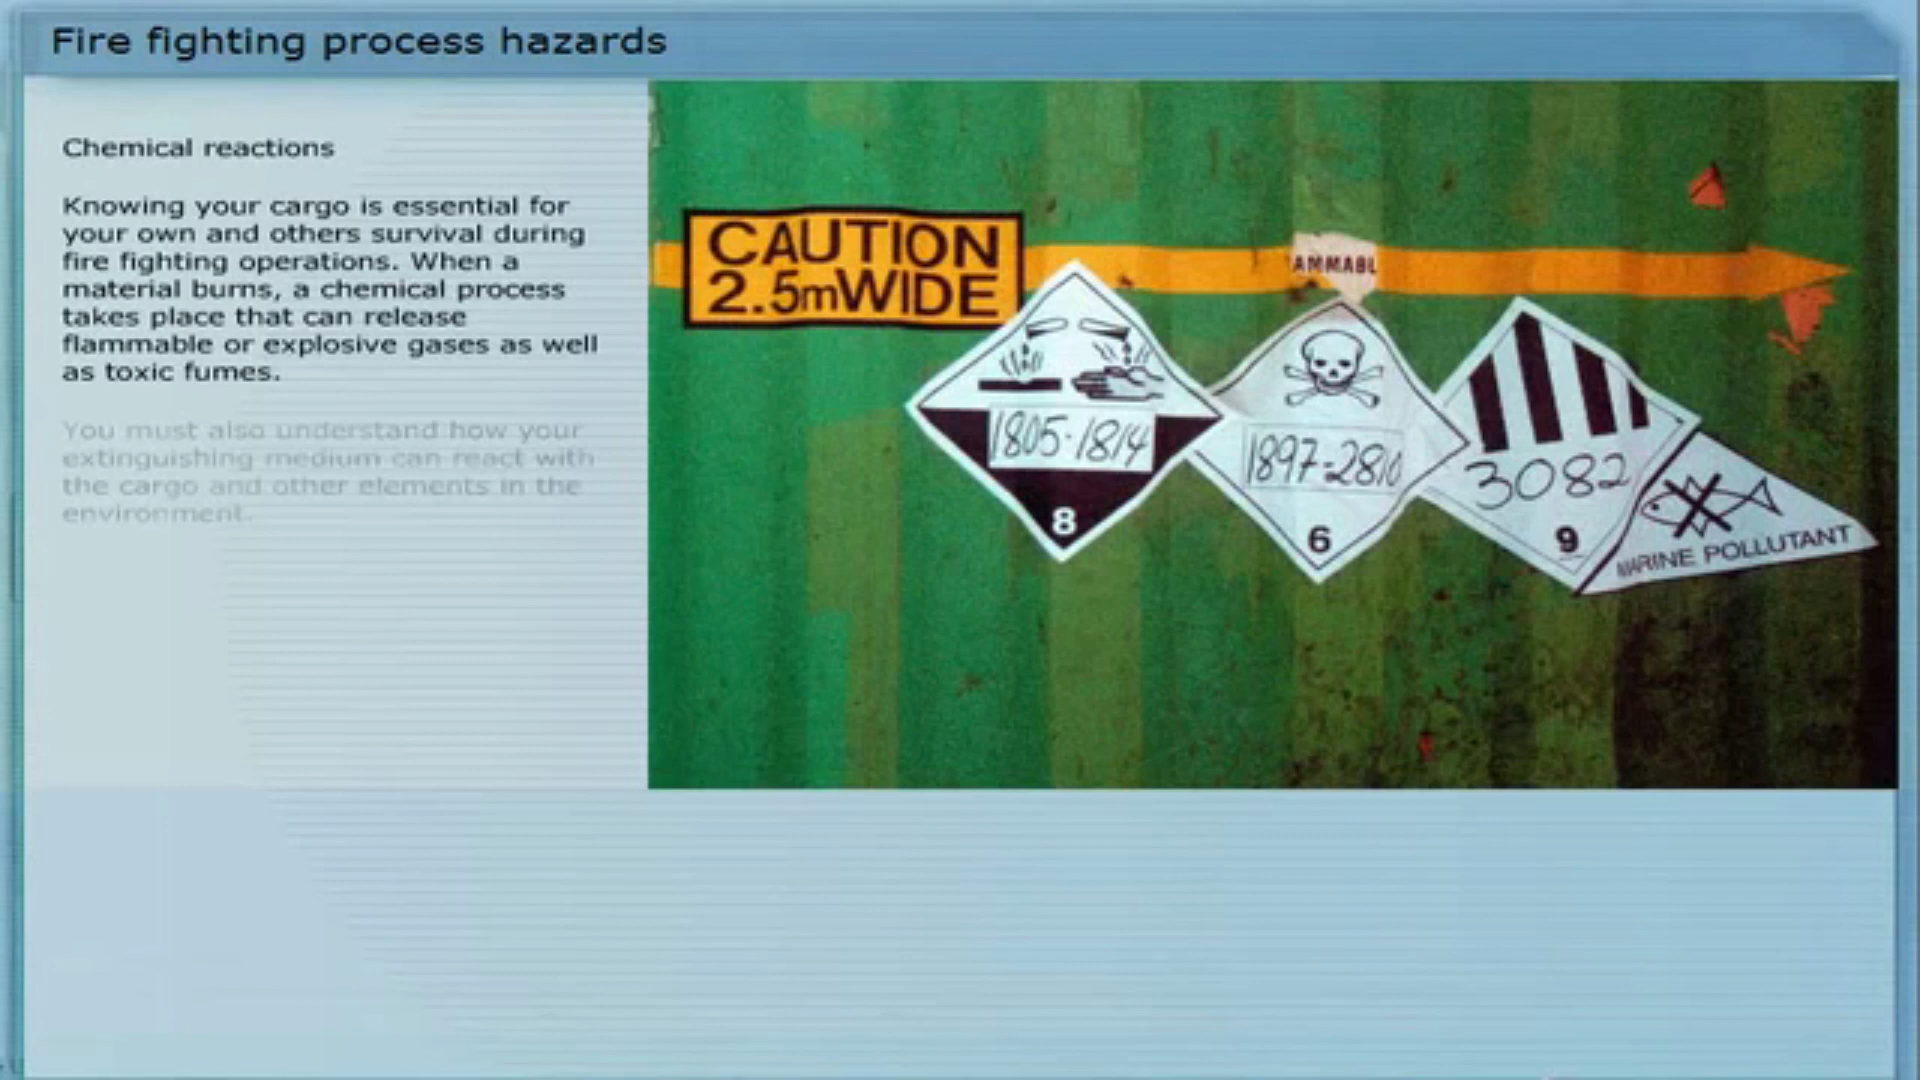 Fire fighting process hazards
Chemical reactions
Knowing your cargo is essential for
your own and others survival during
fire fighting operations. When a
material burns, a chemical process
takes place that can release
flammable or explosive gases as well
as toxic fumes.
You must also understand how your
extinguishing medium can react with
the cargo and other elements in the
environment.
CAUTION
2.5mWIDE
AMMABL
1805-1814
8
1897-2810
6
3082
9
MARINE POLLUTANT